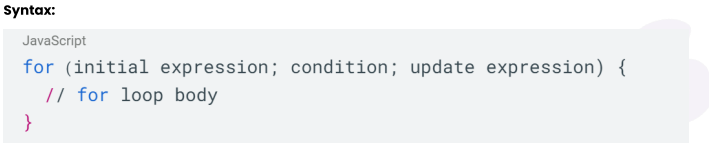 Syntax:
JavaScript
for (initial expression; condition; update expression) {
// for loop body
}